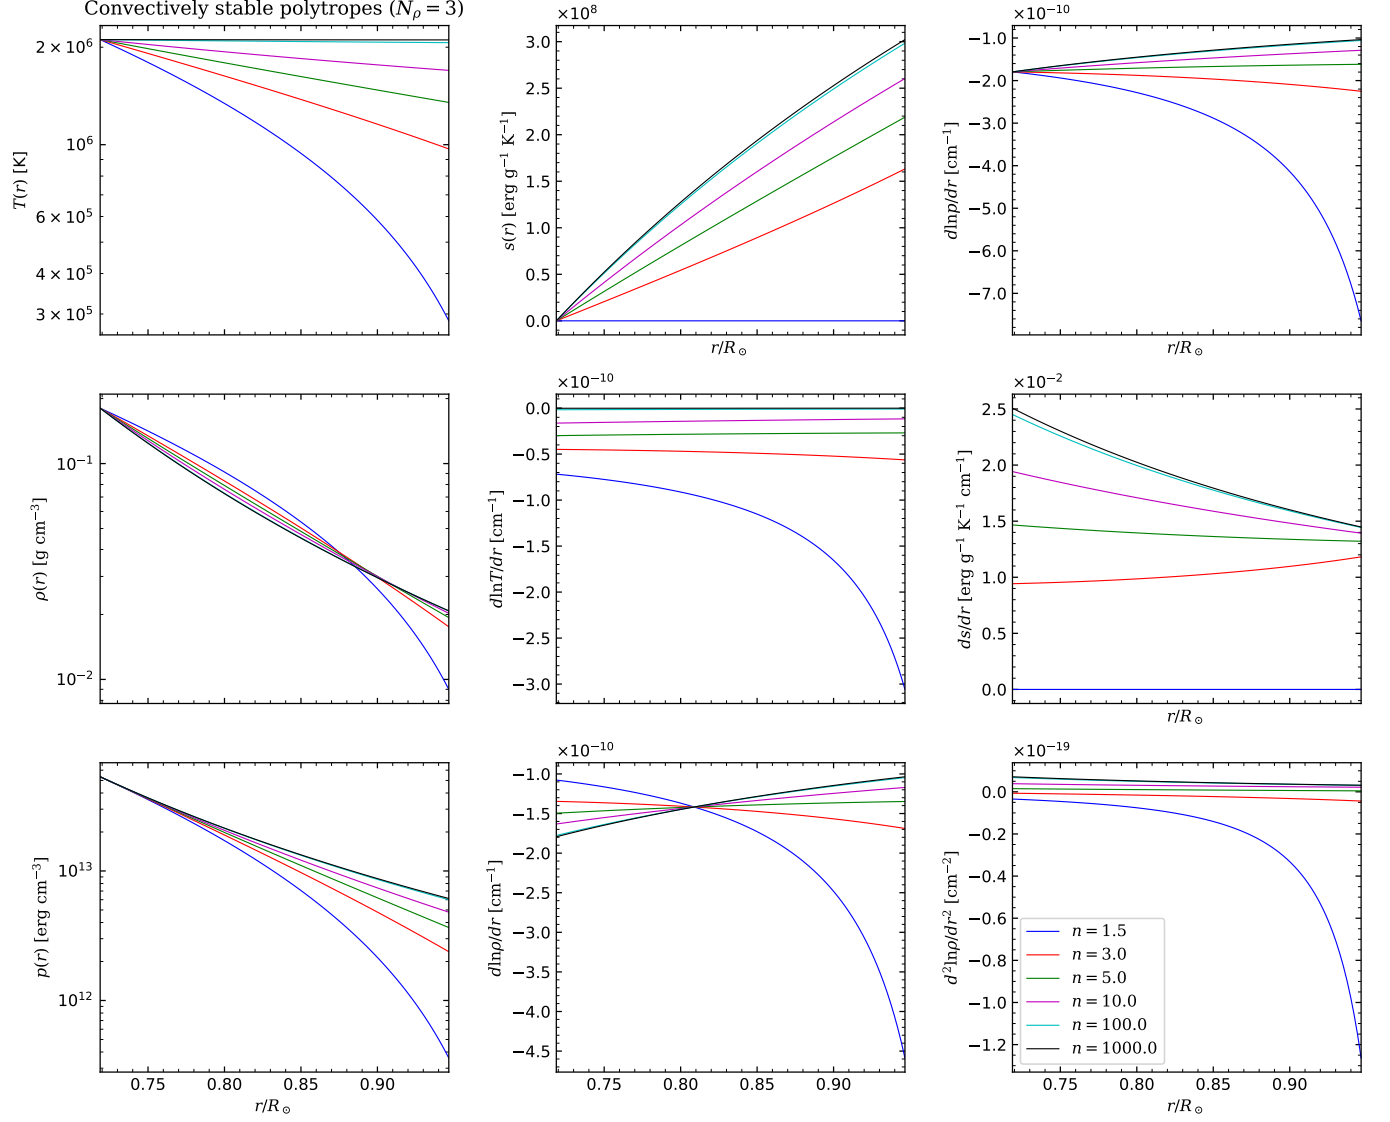 Convectively stable polytropes (N_ρ = 3)
T(r) [K]
2 × 10^6
10^6
6 × 10^5
4 × 10^5
3 × 10^5
×10^8
s(r) [erg g^−1 K^−1]
3.0
2.5
2.0
1.5
1.0
0.5
0.0
r/R_⊙
×10^−10
dlnp/dr [cm^−1]
−1.0
−2.0
−3.0
−4.0
−5.0
−6.0
−7.0
r/R_⊙
ρ(r) [g cm^−3]
10^−1
10^−2
×10^−10
dlnT/dr [cm^−1]
0.0
−0.5
−1.0
−1.5
−2.0
−2.5
−3.0
×10^−2
ds/dr [erg g^−1 K^−1 cm^−1]
2.5
2.0
1.5
1.0
0.5
0.0
r/R_⊙
p(r) [erg cm^−3]
10^13
10^12
0.75 0.80 0.85 0.90
r/R_⊙
×10^−10
dlnρ/dr [cm^−1]
−1.0
−1.5
−2.0
−2.5
−3.0
−3.5
−4.0
−4.5
0.75 0.80 0.85 0.90
r/R_⊙
×10^−19
d^2lnρ/dr^2 [cm^−2]
0.0
−0.2
−0.4
−0.6
−0.8
−1.0
−1.2
n = 1.5
n = 3.0
n = 5.0
n = 10.0
n = 100.0
n = 1000.0
0.75 0.80 0.85 0.90
r/R_⊙